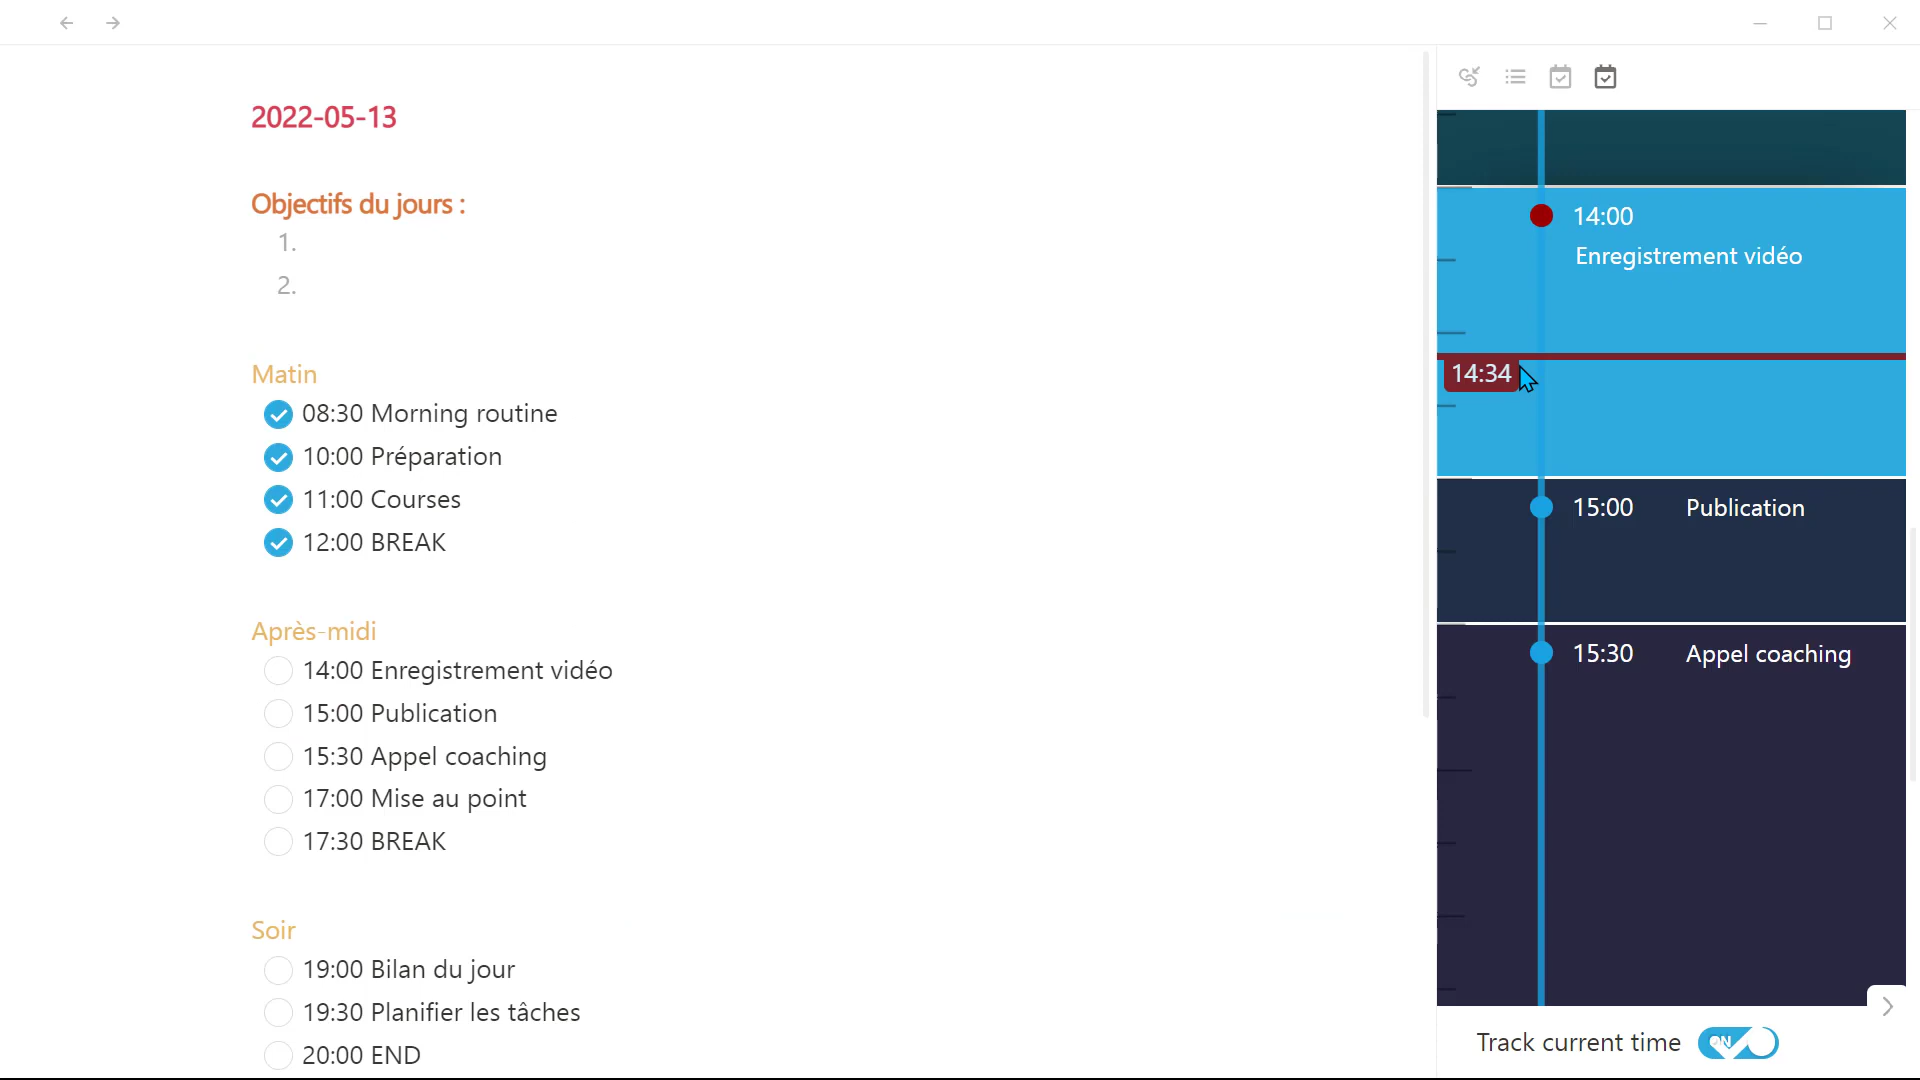 2022-05-13
Objectifs du jours :
1.
2.
Matin
08:30 Morning routine
10:00 Préparation
11:00 Courses
12:00 BREAK
Après-midi
14:00 Enregistrement vidéo
15:00 Publication
15:30 Appel coaching
17:00 Mise au point
17:30 BREAK
Soir
19:00 Bilan du jour
19:30 Planifier les tâches
20:00 END
14:00
Enregistrement vidéo
14:34
15:00 Publication
15:30 Appel coaching
Track current time ON